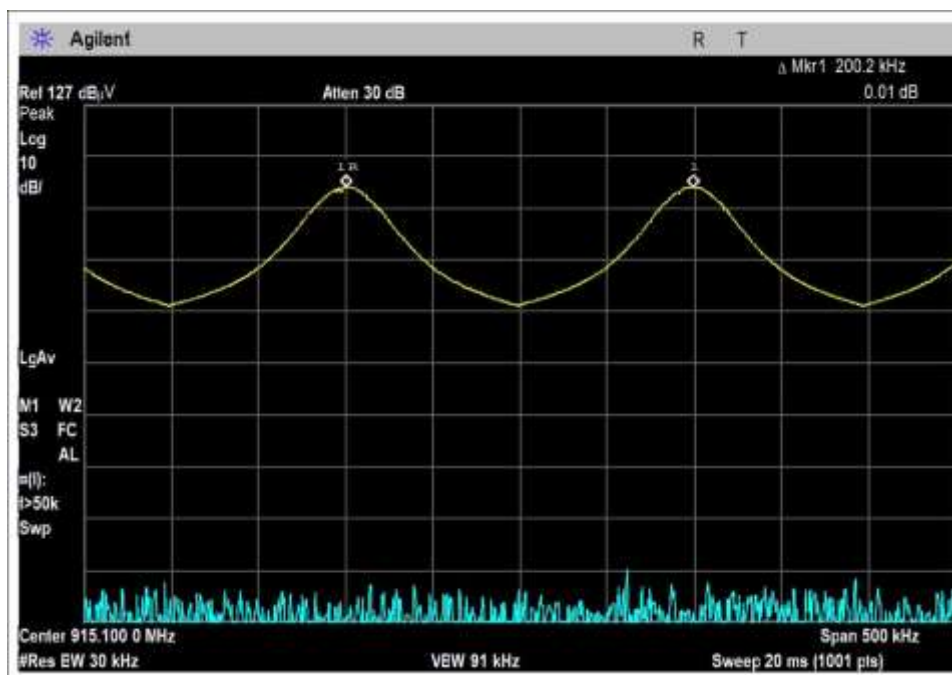 Agilent R T
Δ Mkr1 200.2 kHz
Ref 127 dBµV Atten 30 dB 0.01 dB
Peak
Log
10
dB/
1R 1
LgAv
M1 W2
S3 FC
AL
¤(f):
f>50k
Swp
Center 915.100 0 MHz Span 500 kHz
#Res BW 30 kHz VBW 91 kHz Sweep 20 ms (1001 pts)